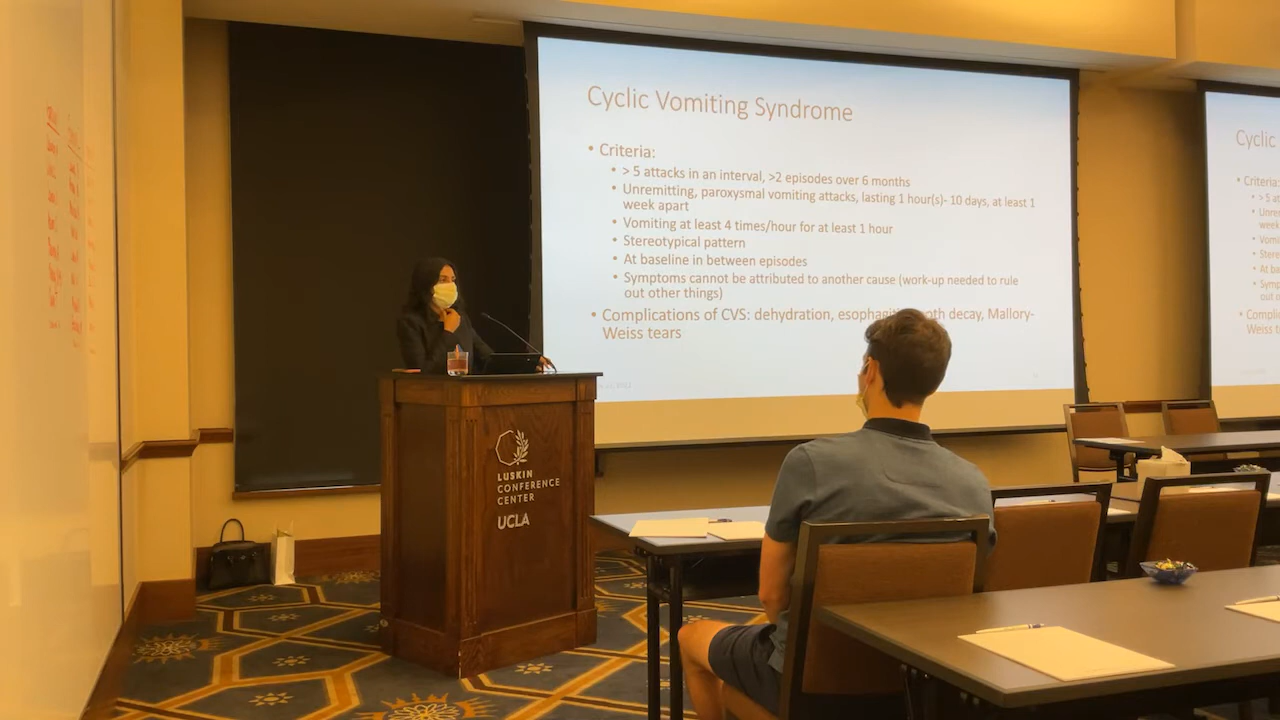 Cyclic Vomiting Syndrome
• Criteria:
• > 5 attacks in an interval, >2 episodes over 6 months
• Unremitting, paroxysmal vomiting attacks, lasting 1 hour(s)- 10 days, at least 1
week apart
• Vomiting at least 4 times/hour for at least 1 hour
• Stereotypical pattern
• At baseline in between episodes
• Symptoms cannot be attributed to another cause (work-up needed to rule
out other things)
• Complications of CVS: dehydration, decay, Mallory-
Weiss tears
LUSKIN
CONFERENCE
CENTER
UCLA
Cyclic
• Criteria:
• > 5
week